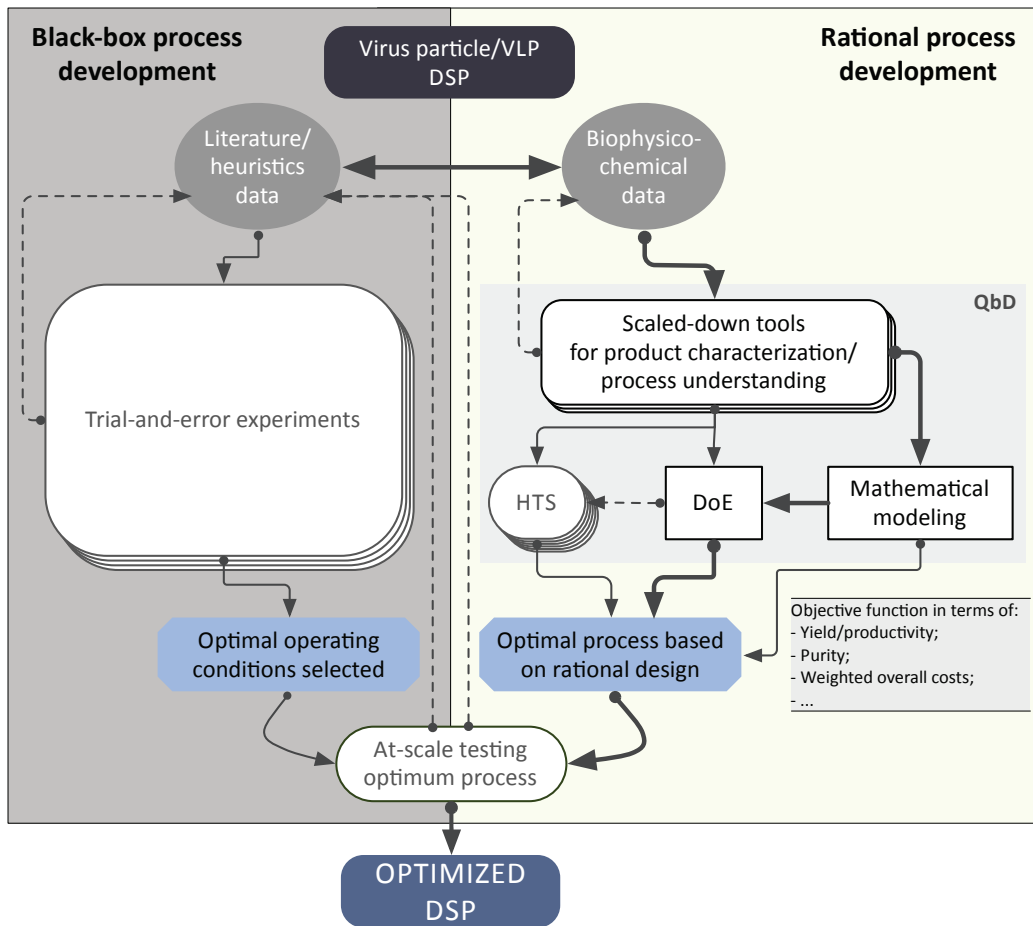 Black-box process
development
Virus particle/VLP
DSP
Rational process
development
Literature/
heuristics
data
Biophysico-
chemical
data
QbD
Scaled-down tools
for product characterization/
process understanding
Trial-and-error experiments
HTS
DoE
Mathematical
modeling
Objective function in terms of:
- Yield/productivity;
- Purity;
- Weighted overall costs;
- ...
Optimal operating
conditions selected
Optimal process based
on rational design
At-scale testing
optimum process
OPTIMIZED
DSP